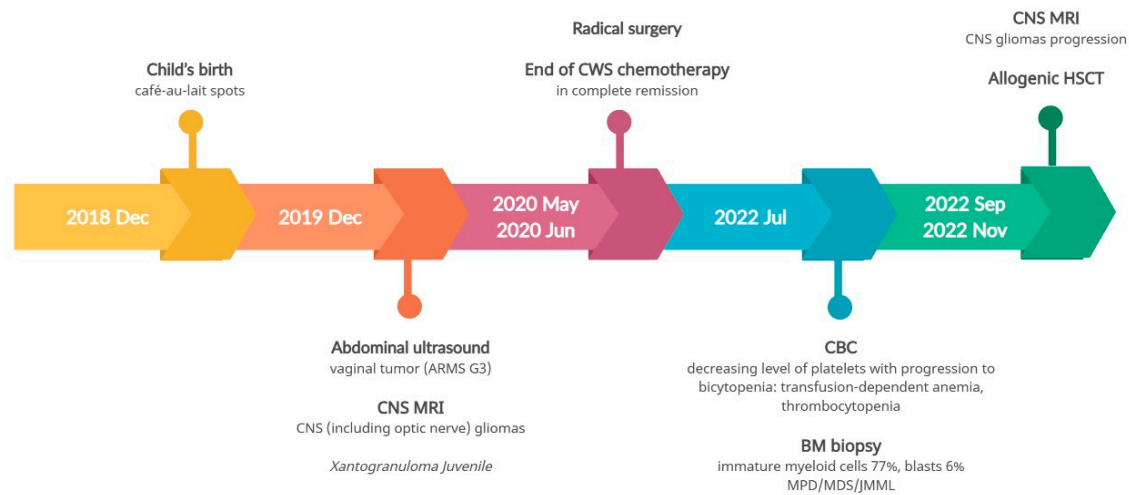 Child's birth
café-au-lait spots
Radical surgery
End of CWS chemotherapy
in complete remission
CNS MRI
CNS gliomas progression
Allogenic HSCT
2018 Dec
2019 Dec
2020 May
2020 Jun
2022 Jul
2022 Sep
2022 Nov
Abdominal ultrasound
vaginal tumor (ARMS G3)
CNS MRI
CNS (including optic nerve) gliomas
Xantogranuloma Juvenile
CBC
decreasing level of platelets with progression to
bicytopenia: transfusion-dependent anemia,
thrombocytopenia
BM biopsy
immature myeloid cells 77%, blasts 6%
MPD/MDS/JMML